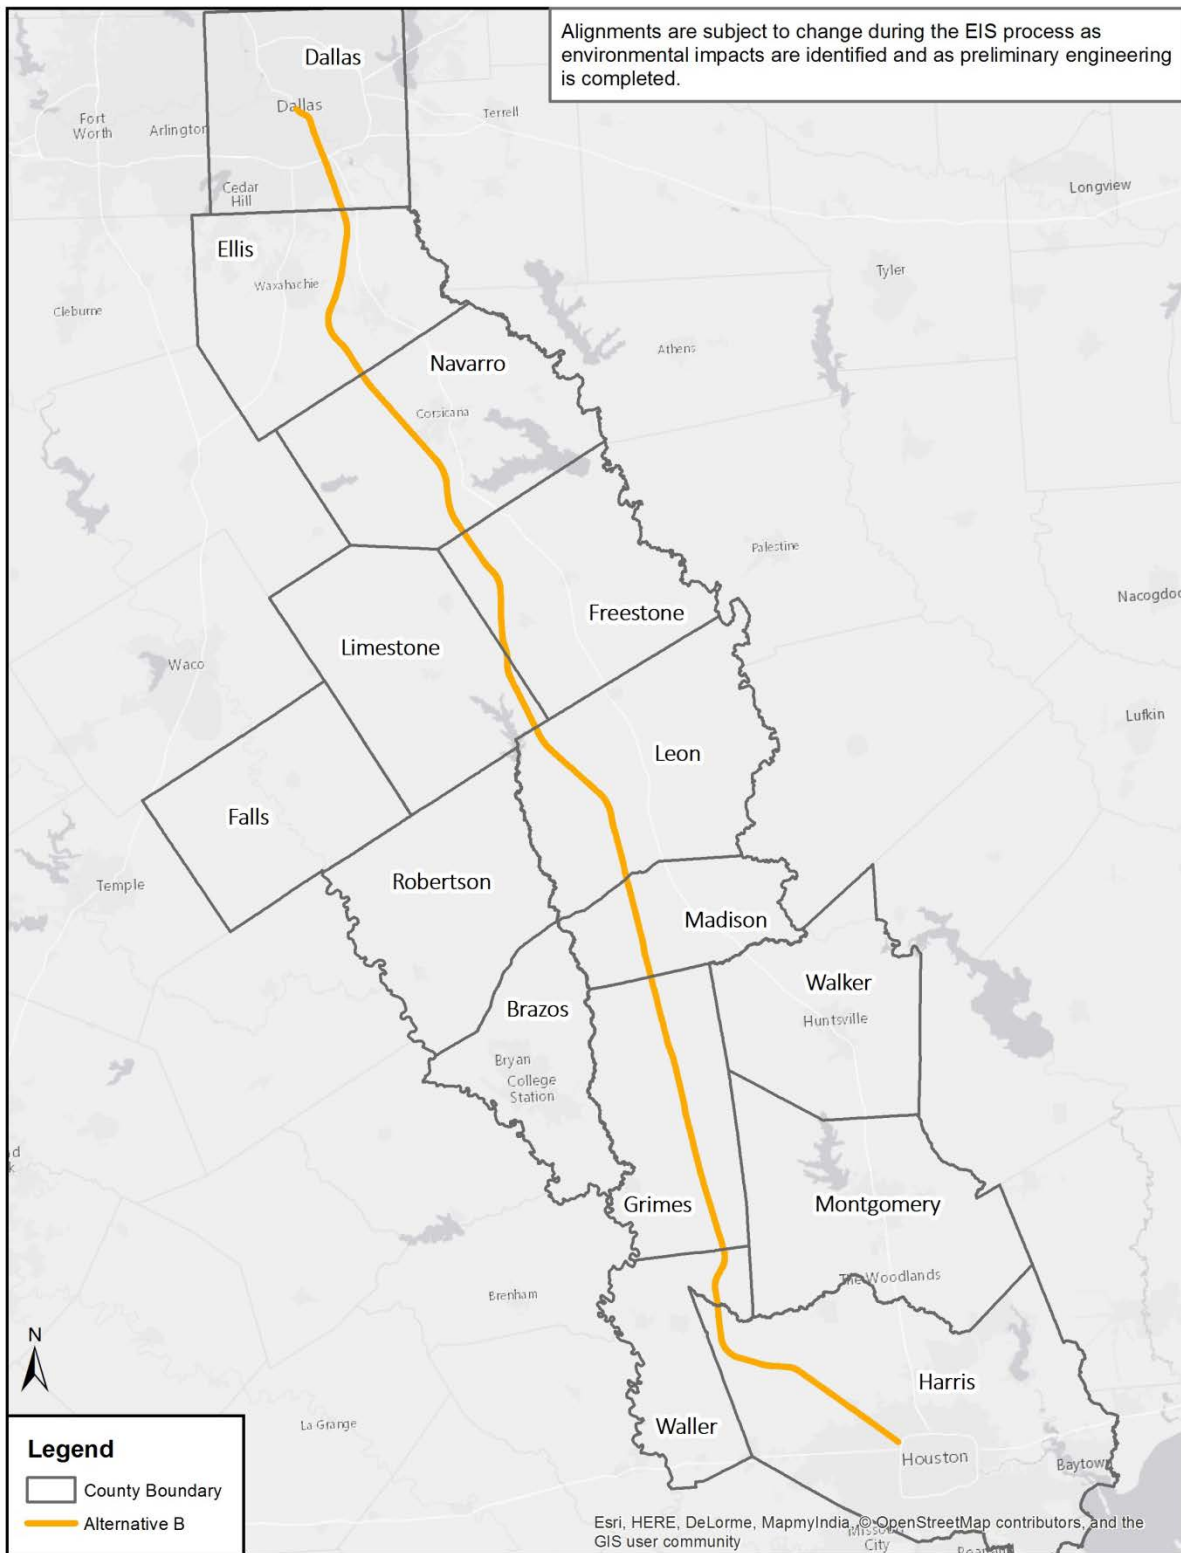 Alignments are subject to change during the EIS process as
environmental impacts are identified and as preliminary engineering
is completed.
Dallas
Dallas
Fort
Worth
Arlington
Terrell
Cedar
Hill
Longview
Ellis
Waxahachie
Tyler
Cleburne
Navarro
Athens
Corsicana
Palestine
Freestone
Nacogdoc
Limestone
Waco
Lufkin
Leon
Falls
Temple
Robertson
Madison
Walker
Huntsville
Brazos
Bryan
College
Station
Grimes
Montgomery
The Woodlands
Brenham
N
Harris
La Grange
Waller
Houston
Baytown
Legend
County Boundary
Alternative B
Esri, HERE, DeLorme, MapmyIndia, © OpenStreetMap contributors, and the
GIS user community
City